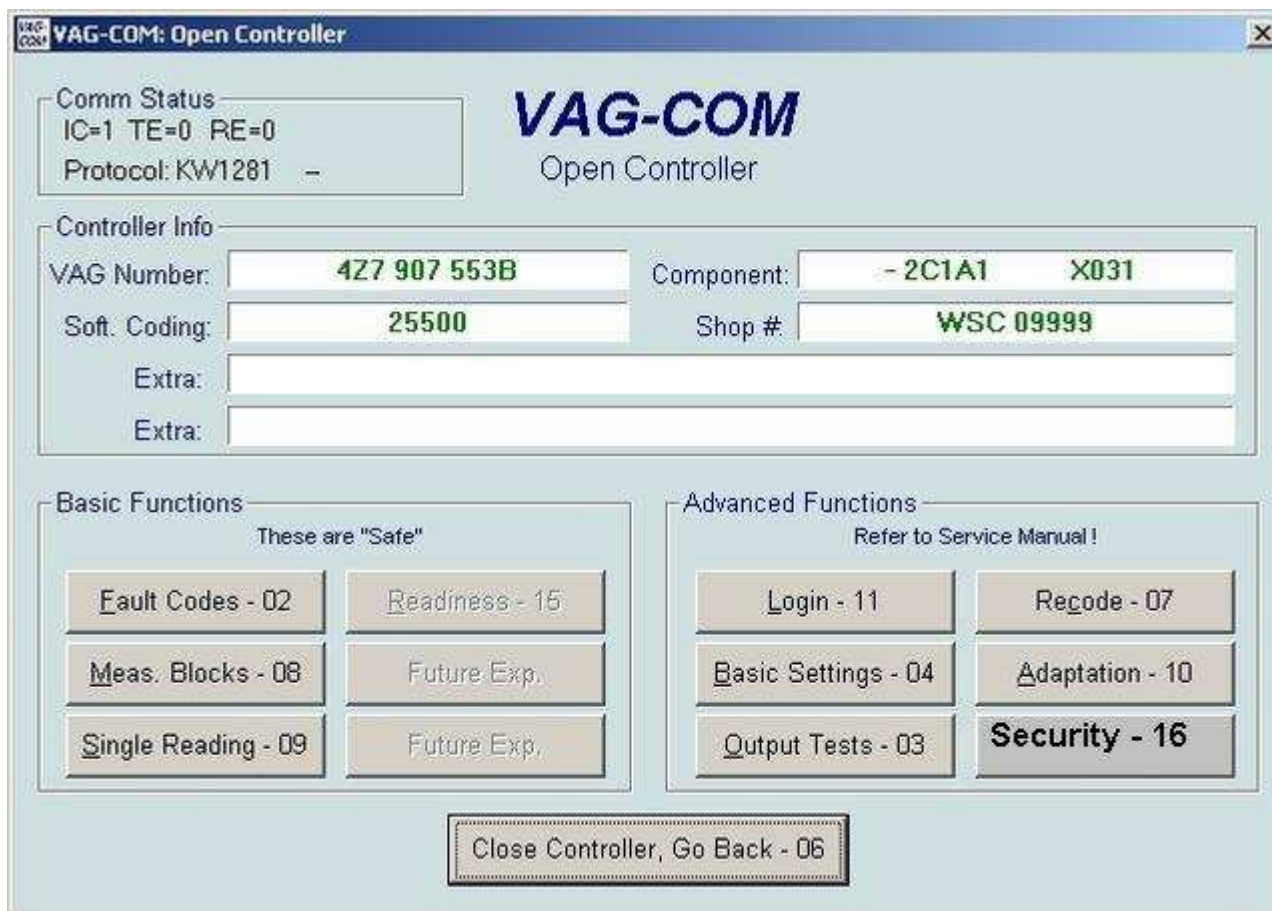 VAG-COM: Open Controller
Comm Status
IC=1 TE=0 RE=0
Protocol: KW1281 –
VAG-COM
Open Controller
Controller Info
VAG Number: 4Z7 907 553B Component: - 2C1A1 X031
Soft. Coding: 25500 Shop #: WSC 09999
Extra:
Extra:
Basic Functions
These are "Safe"
Fault Codes - 02 Readiness - 15
Meas. Blocks - 08 Future Exp.
Single Reading - 09 Future Exp.
Advanced Functions
Refer to Service Manual !
Login - 11 Recode - 07
Basic Settings - 04 Adaptation - 10
Output Tests - 03 Security - 16
Close Controller, Go Back - 06